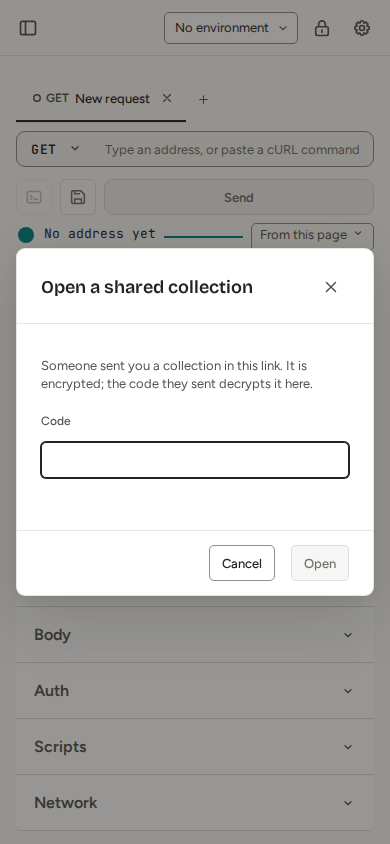 No environment
GET New request
GET Type an address, or paste a cURL command
Send
No address yet From this page
Open a shared collection
Someone sent you a collection in this link. It is
encrypted; the code they sent decrypts it here.
Code
Cancel Open
Body
Auth
Scripts
Network